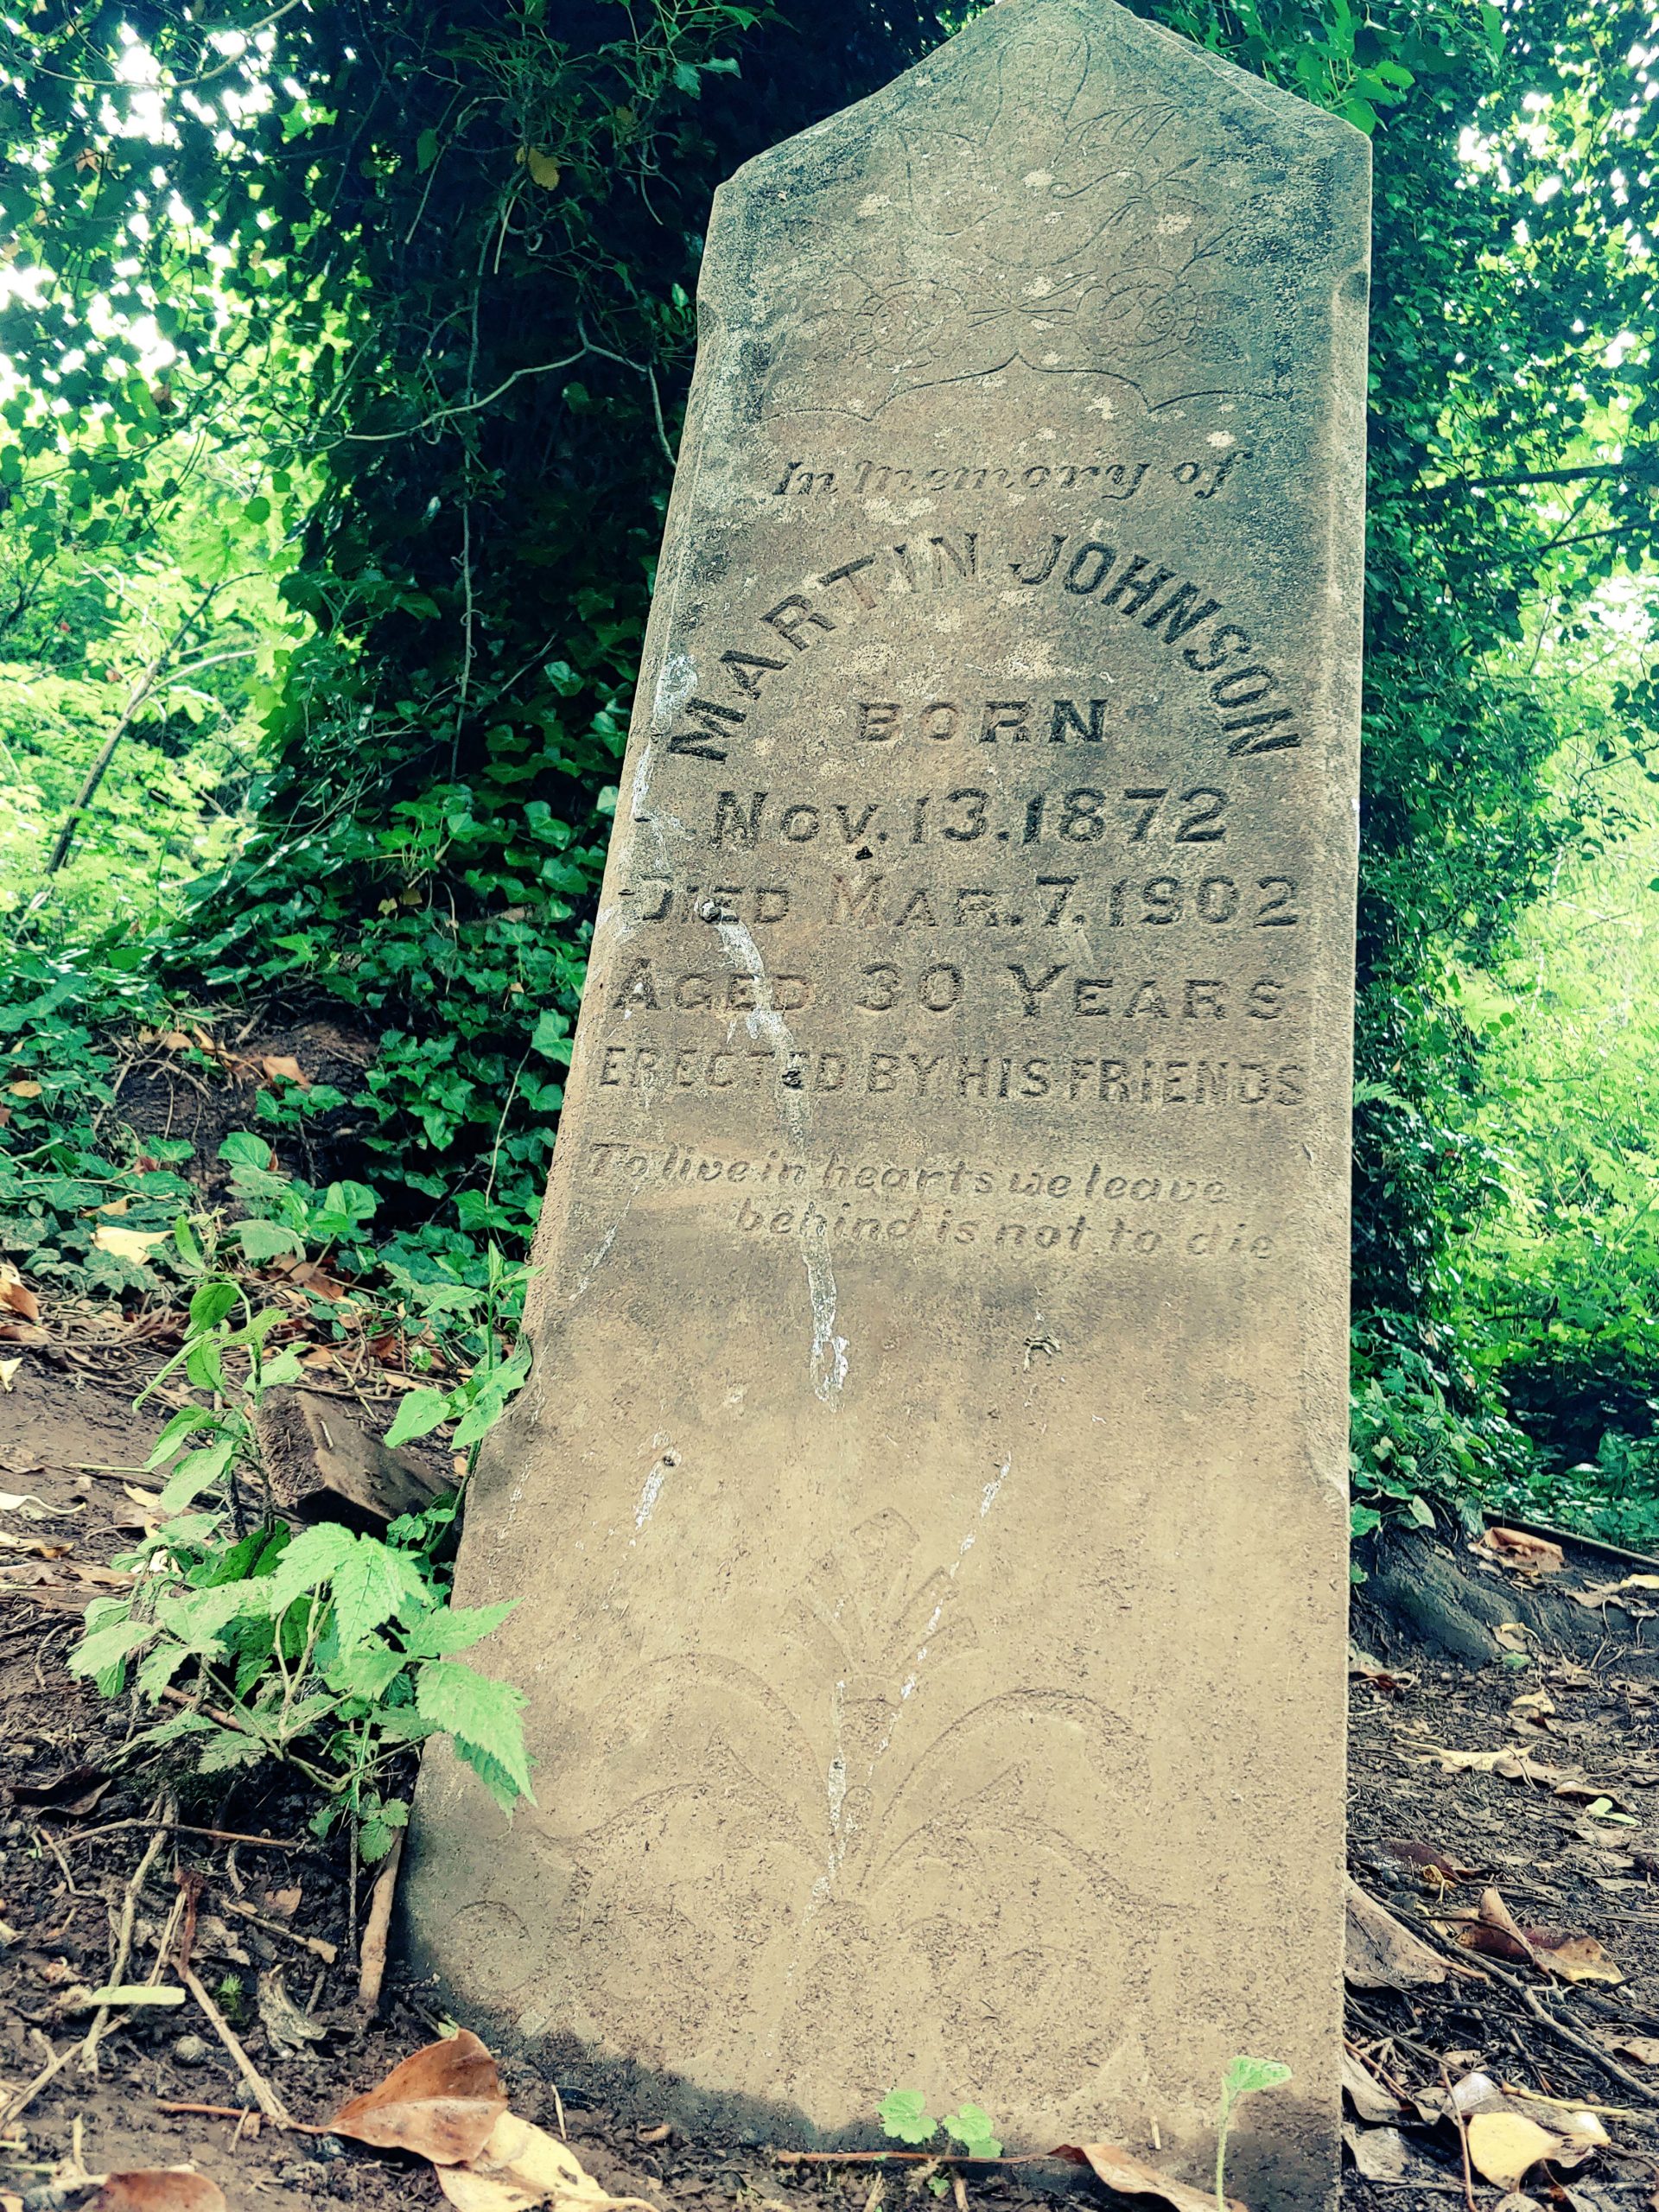 In memory of
MARTIN JOHNSON
BORN
Nov. 13. 1872
DIED MAR. 7. 1902
AGED 30 YEARS
ERECTED BY HIS FRIENDS
To live in hearts we leave
behind is not to die